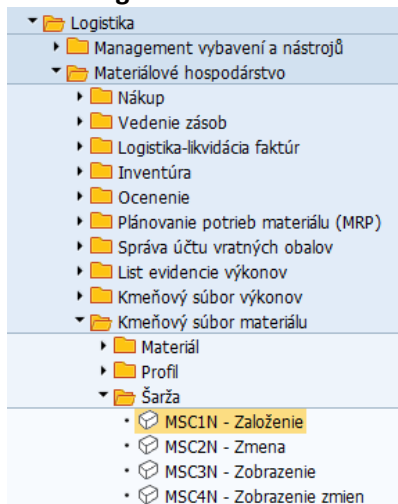 Logistika
Management vybavení a nástrojů
Materiálové hospodárstvo
Nákup
Vedenie zásob
Logistika-likvidácia faktúr
Inventúra
Ocenenie
Plánovanie potrieb materiálu (MRP)
Správa účtu vratných obalov
List evidencie výkonov
Kmeňový súbor výkonov
Kmeňový súbor materiálu
Materiál
Profil
Šarža
MSC1N - Založenie
MSC2N - Zmena
MSC3N - Zobrazenie
MSC4N - Zobrazenie zmien